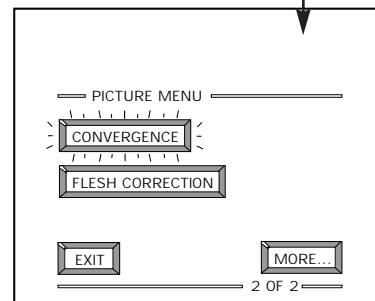 PICTURE MENU
CONVERGENCE
FLESH CORRECTION
EXIT MORE...
2 OF 2